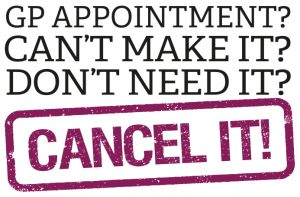 GP APPOINTMENT?
CAN'T MAKE IT?
DON'T NEED IT?
CANCEL IT!